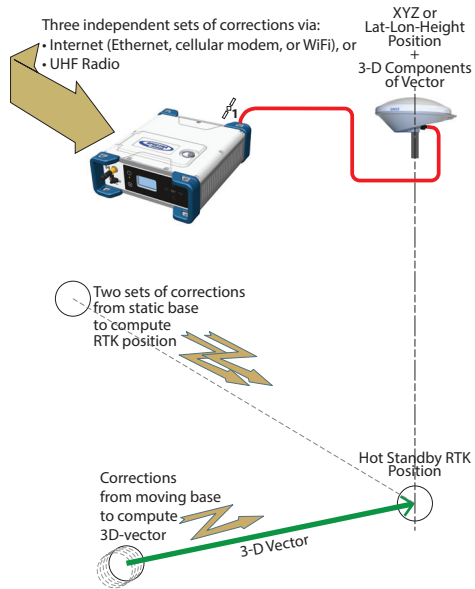 Three independent sets of corrections via:
• Internet (Ethernet, cellular modem, or WiFi), or
• UHF Radio
XYZ or
Lat-Lon-Height
Position
+
3-D Components
of Vector
1
Two sets of corrections
from static base
to compute
RTK position
Hot Standby RTK
Position
Corrections
from moving base
to compute
3D-vector
3-D Vector